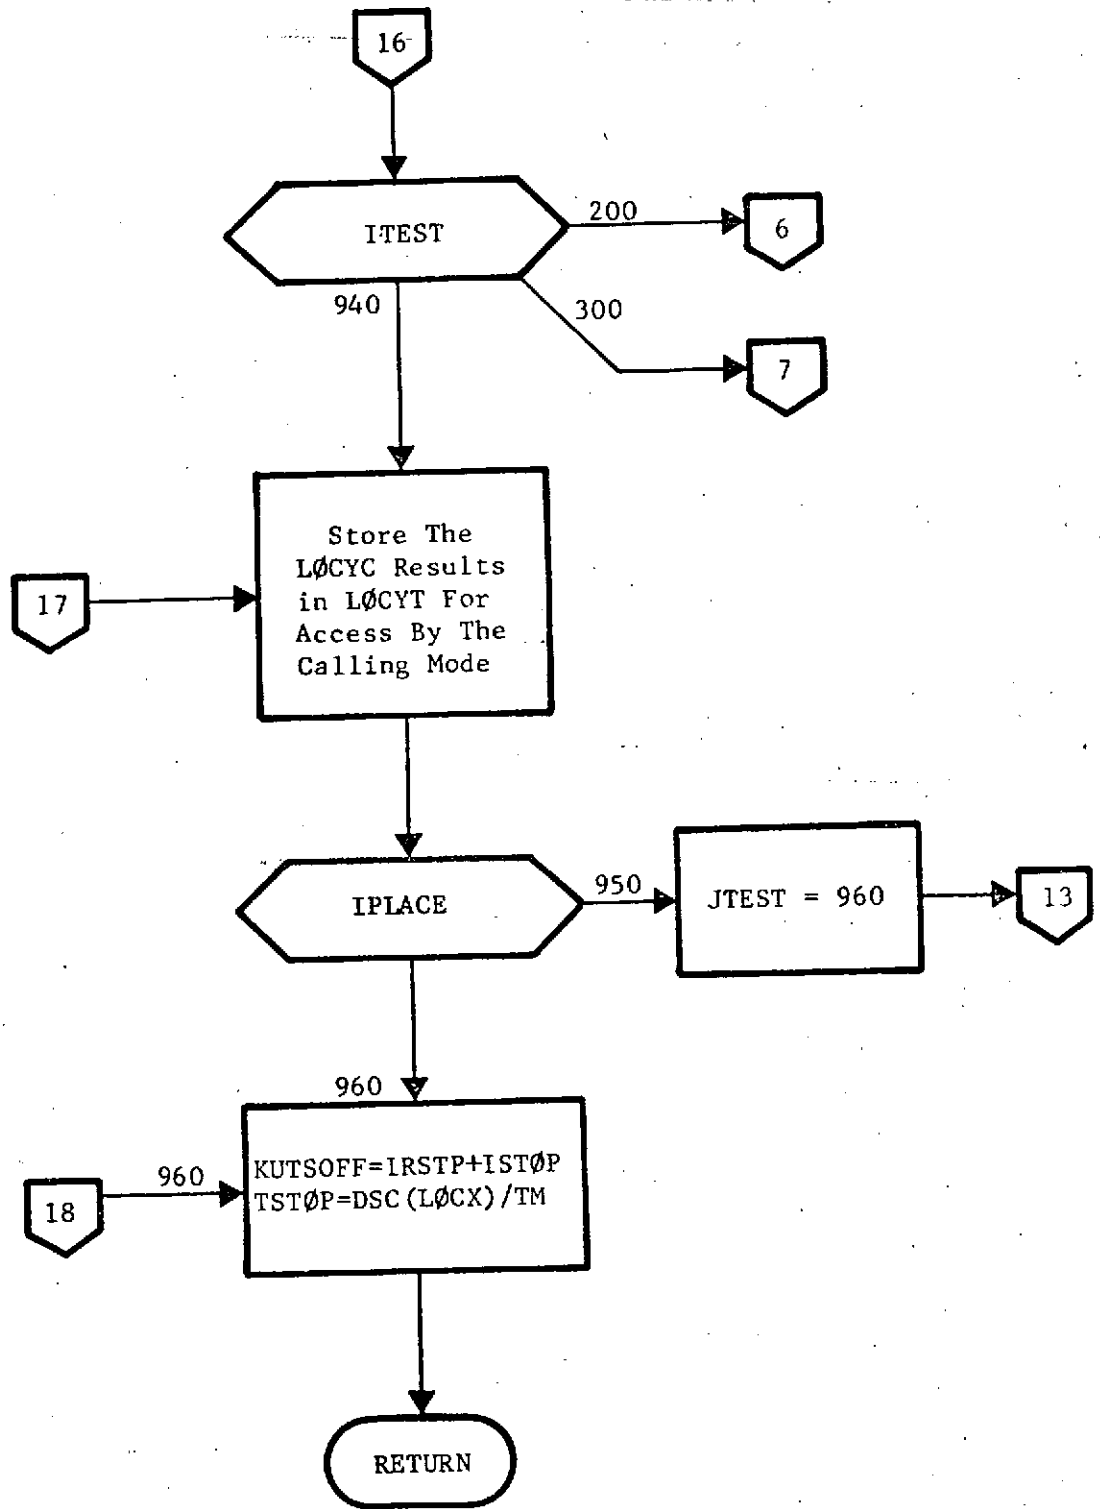 16
ITEST
200
6
940
300
7
Store The
LØCYC Results
in LØCYT For
Access By The
Calling Mode
17
IPLACE
950
JTEST = 960
13
960
KUTSOFF=IRSTP+ISTØP
TSTØP=DSC(LØCX)/TM
960
18
RETURN